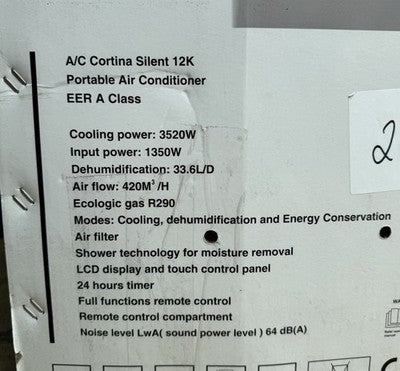 A/C Cortina Silent 12K
Portable Air Conditioner
EER A Class
Cooling power: 3520W
Input power: 1350W
Dehumidification: 33.6L/D
Air flow: 420M³/H
Ecologic gas R290
Modes: Cooling, dehumidification and Energy Conservation
Air filter
Shower technology for moisture removal
LCD display and touch control panel
24 hours timer
Full functions remote control
Remote control compartment
Noise level LwA( sound power level ) 64 dB(A)
2